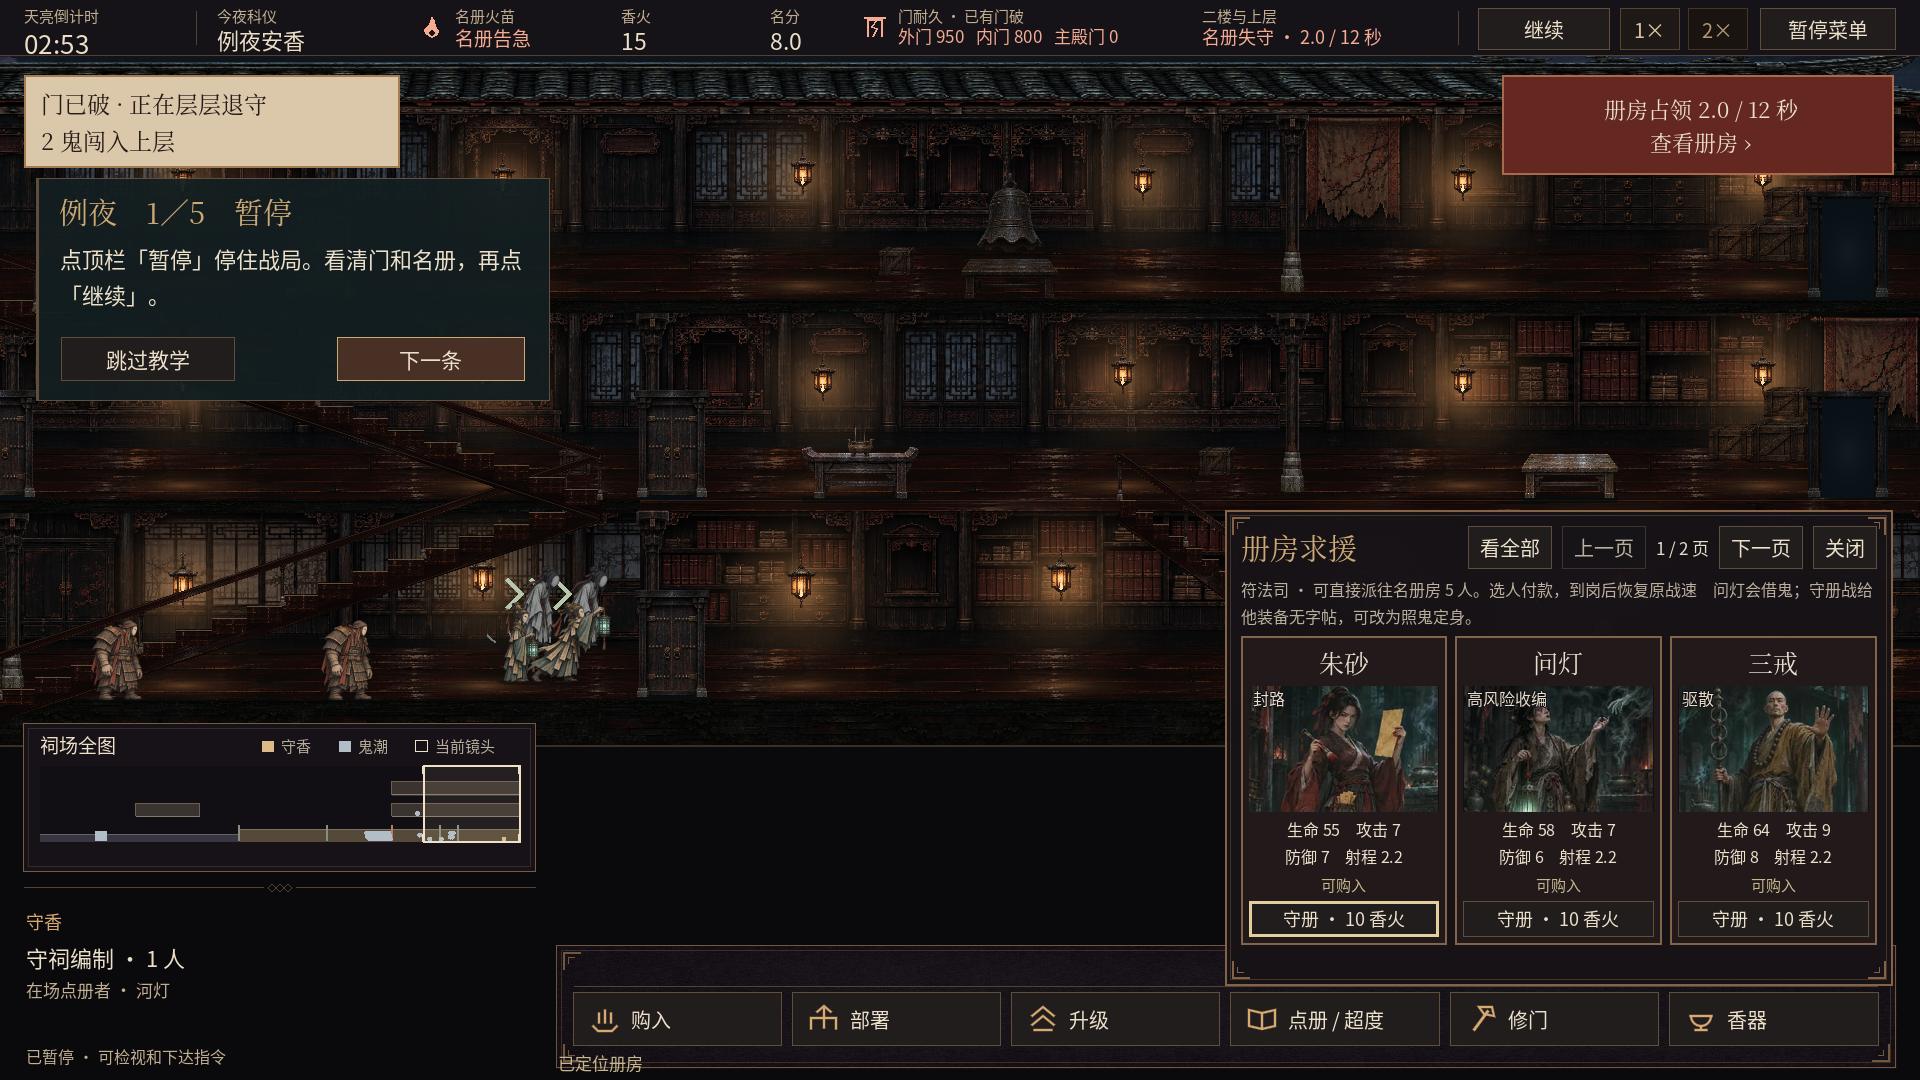 天亮倒计时
02:53
今夜科仪
例夜安香
名册火苗
名册告急
香火
15
名分
8.0
门耐久 · 已有门破
外门 950 内门 800 主殿门 0
二楼与上层
名册失守 · 2.0 / 12 秒
继续
1×
2×
暂停菜单
门已破 · 正在层层退守
2 鬼闯入上层
册房占领 2.0 / 12 秒
查看册房 ›
例夜 1／5 暂停
点顶栏「暂停」停住战局。看清门和名册，再点
「继续」。
跳过教学
下一条
册房求援
看全部
上一页
1 / 2 页
下一页
关闭
符法司 · 可直接派往名册房 5 人。选人付款，到岗后恢复原战速 问灯会借鬼；守册战给
他装备无字帖，可改为照鬼定身。
朱砂
封路
生命 55 攻击 7
防御 7 射程 2.2
可购入
守册 · 10 香火
问灯
高风险收编
生命 58 攻击 7
防御 6 射程 2.2
可购入
守册 · 10 香火
三戒
驱散
生命 64 攻击 9
防御 8 射程 2.2
可购入
守册 · 10 香火
祠场全图
守香
鬼潮
当前镜头
守香
守祠编制 · 1 人
在场点册者 · 河灯
已暂停 · 可检视和下达指令
购入
部署
升级
点册 / 超度
修门
香器
已定位册房